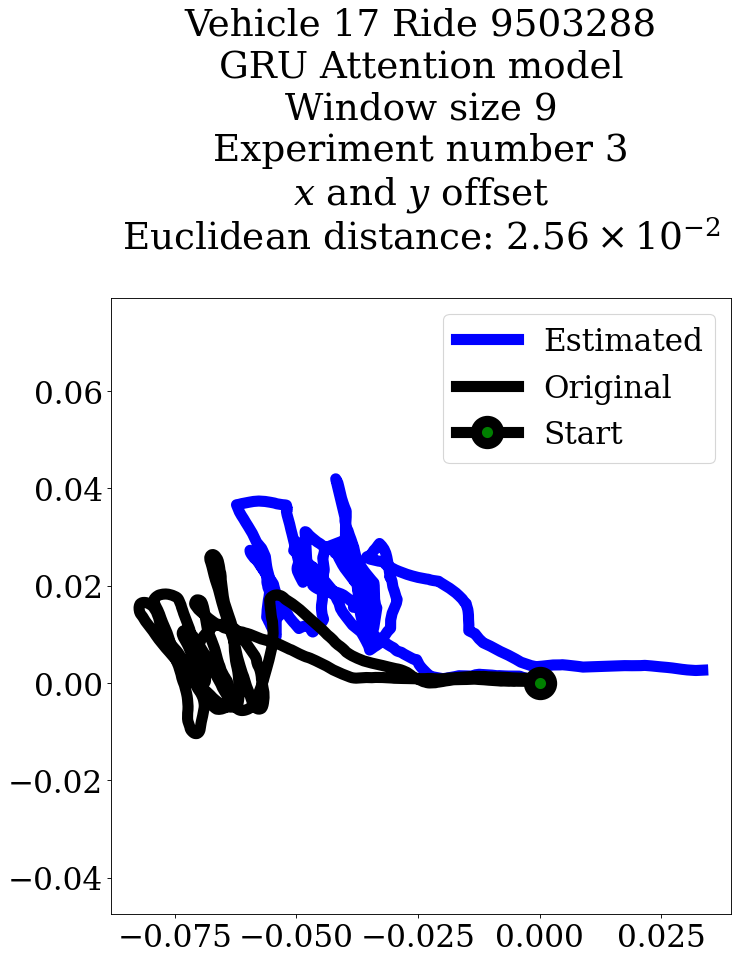 Vehicle 17 Ride 9503288
GRU Attention model
Window size 9
Experiment number 3
x and y offset
Euclidean distance: 2.56 × 10⁻²
Estimated
Original
Start
0.06
0.04
0.02
0.00
−0.02
−0.04
−0.075 −0.050 −0.025 0.000 0.025